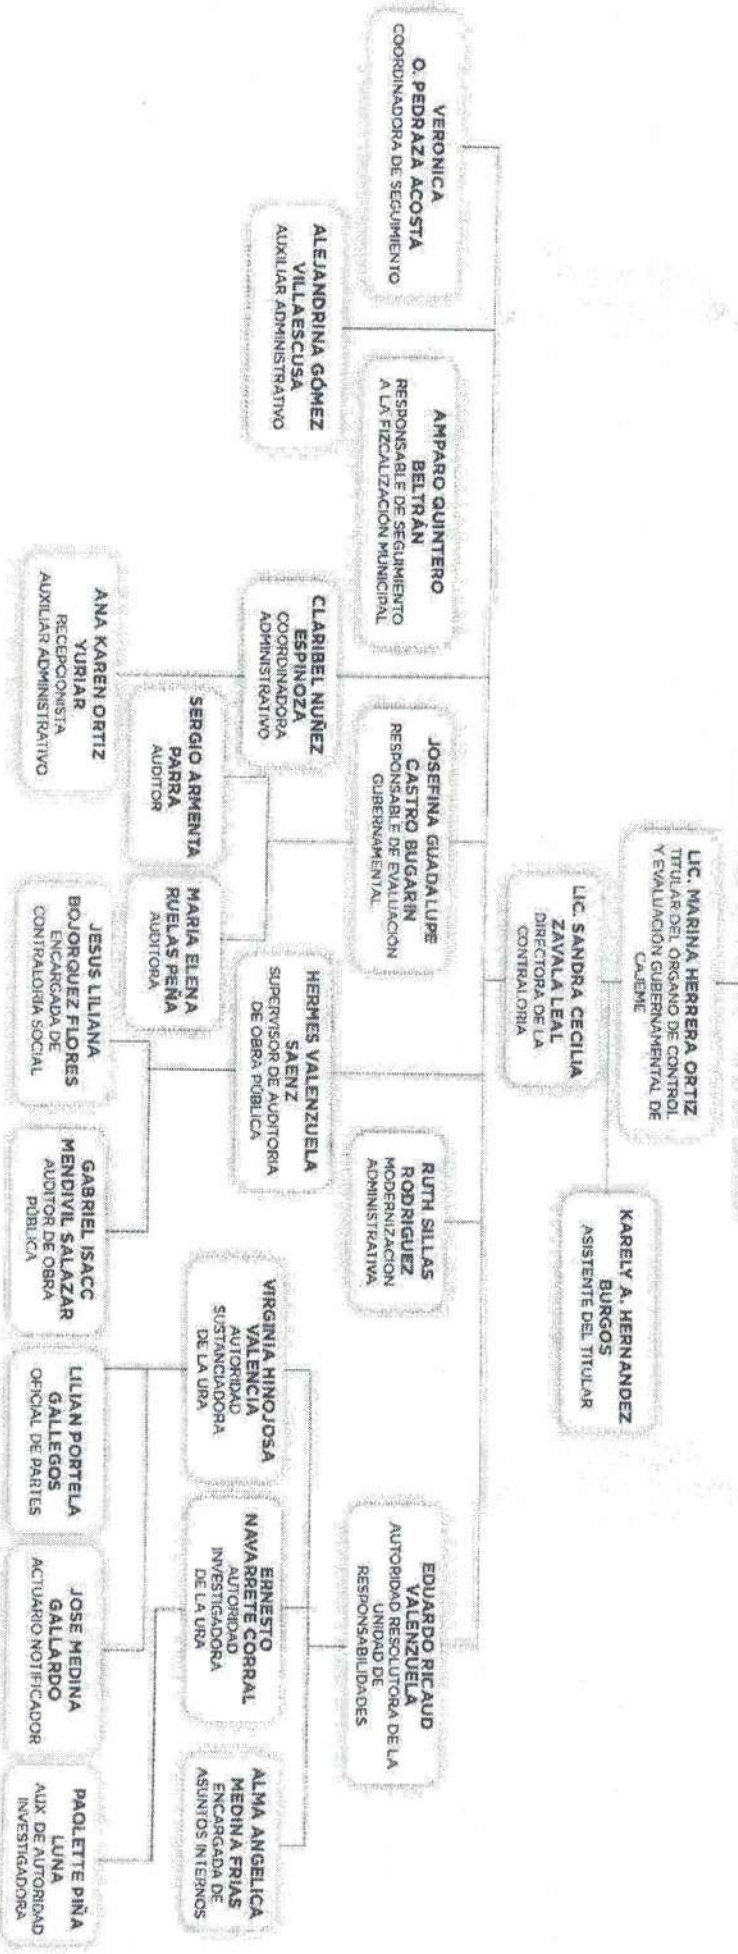 LIC. MARINA HERRERA ORTIZ
TITULAR DEL ÓRGANO DE CONTROL
Y EVALUACIÓN GUBERNAMENTAL DE
CAJEME
KARELY A. HERNANDEZ
BURGOS
ASISTENTE DEL TITULAR
LIC. SANDRA CECILIA
ZAVALA LEAL
DIRECTORA DE LA
CONTRALORIA
VERONICA
O. PEDRAZA ACOSTA
COORDINADORA DE SEGUIMIENTO
AMPARO QUINTERO
BELTRÁN
RESPONSABLE DE SEGUIMIENTO
A LA FIZCALIZACIÓN MUNICIPAL
JOSEFINA GUADALUPE
CASTRO BUGARIN
RESPONSABLE DE EVALUACIÓN
GUBERNAMENTAL
RUTH SILLAS
RODRIGUEZ
MODERNIZACION
ADMINISTRATIVA
EDUARDO RICAUD
VALENZUELA
AUTORIDAD RESOLUTORA DE LA
UNIDAD DE
RESPONSABILIDADES
ALEJANDRINA GÓMEZ
VILLAESCUSA
AUXILIAR ADMINISTRATIVO
CLARIBEL NUÑEZ
ESPINOZA
COORDINADORA
ADMINISTRATIVO
HERMES VALENZUELA
SAENZ
SUPERVISOR DE AUDITORIA
DE OBRA PÚBLICA
VIRGINIA HINOJOSA
VALENCIA
AUTORIDAD
SUSTANCIADORA
DE LA URA
ERNESTO
NAVARRETE CORRAL
AUTORIDAD
INVESTIGADORA
DE LA URA
ALMA ANGELICA
MEDINA FRIAS
ENCARGADA DE
ASUNTOS INTERNOS
SERGIO ARMENTA
PARRA
AUDITOR
MARIA ELENA
RUELAS PEÑA
AUDITORA
ANA KAREN ORTIZ
YURIAR
RECEPCIONISTA
AUXILIAR ADMINISTRATIVO
JESUS LILIANA
BOJORQUEZ FLORES
ENCARGADA DE
CONTRALORIA SOCIAL
GABRIEL ISACC
MENDIVIL SALAZAR
AUDITOR DE OBRA
PÚBLICA
LILIAN PORTELA
GALLEGOS
OFICIAL DE PARTES
JOSE MEDINA
GALLARDO
ACTUARIO NOTIFICADOR
PAOLETTE PIÑA
LUNA
AUX. DE AUTORIDAD
INVESTIGADORA